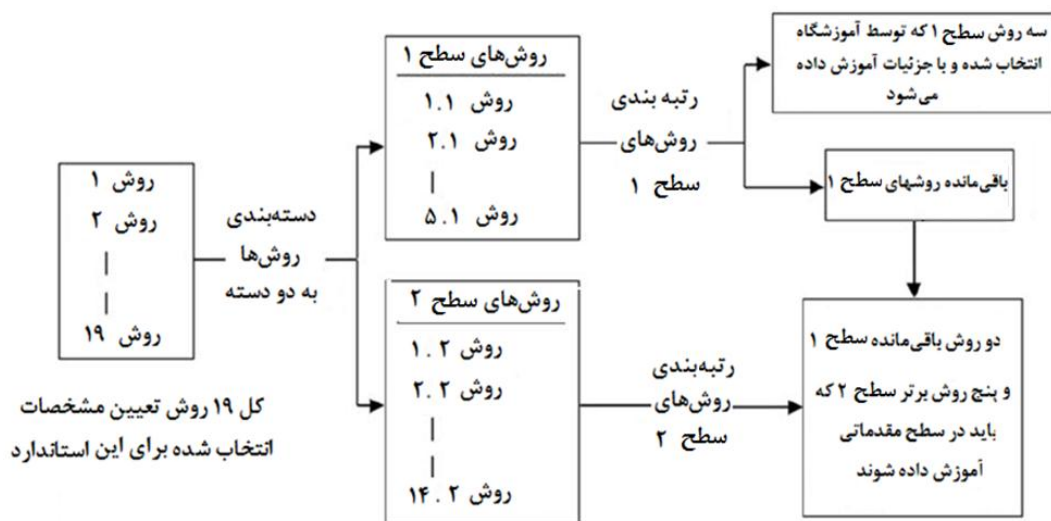 روش ۱
روش ۲
|
|
روش ۱۹
کل ۱۹ روش تعیین مشخصات
انتخاب شده برای این استاندارد
دسته‌بندی
روش‌ها
به دو دسته
روش‌های سطح ۱
روش ۱.۱
روش ۲.۱
|
روش ۵.۱
روش‌های سطح ۲
روش ۱.۲
روش ۲.۲
|
|
روش ۱۴.۲
رتبه بندی
روش‌های
سطح ۱
رتبه‌بندی
روش‌های
سطح ۲
سه روش سطح ۱ که توسط آموزشگاه
انتخاب شده و با جزئیات آموزش داده
می‌شود
باقی‌مانده روشهای سطح ۱
دو روش باقی‌مانده سطح ۱
و پنج روش برتر سطح ۲ که
باید در سطح مقدماتی
آموزش داده شوند